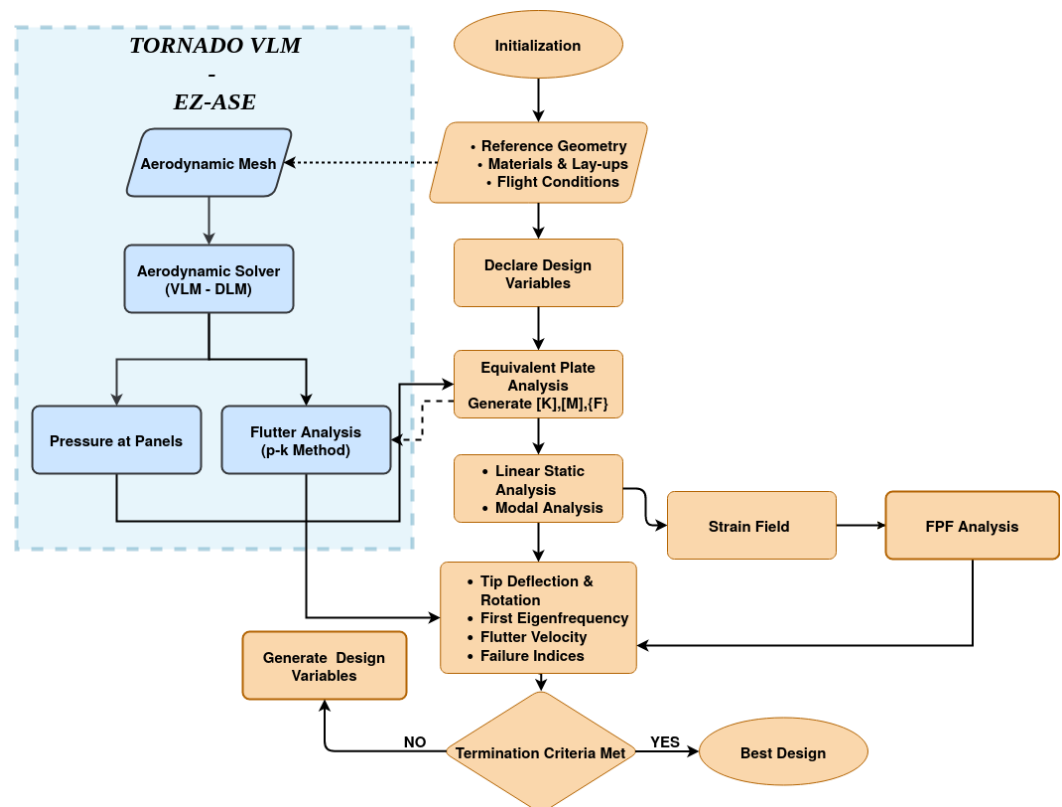 TORNADO VLM
-
EZ-ASE
Initialization
Aerodynamic Mesh
• Reference Geometry
• Materials & Lay-ups
• Flight Conditions
Aerodynamic Solver
(VLM - DLM)
Declare Design
Variables
Equivalent Plate
Analysis
Generate [K],[M],{F}
Pressure at Panels
Flutter Analysis
(p-k Method)
• Linear Static
Analysis
• Modal Analysis
Strain Field
FPF Analysis
• Tip Deflection &
Rotation
• First Eigenfrequency
• Flutter Velocity
• Failure Indices
Generate Design
Variables
NO
Termination Criteria Met
YES
Best Design